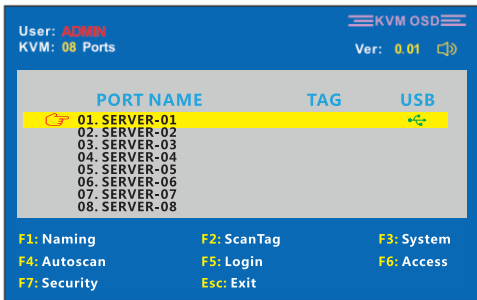 User: ADMIN
KVM OSD
KVM: 08 Ports
Ver: 0.01
PORT NAME TAG USB
01. SERVER-01
02. SERVER-02
03. SERVER-03
04. SERVER-04
05. SERVER-05
06. SERVER-06
07. SERVER-07
08. SERVER-08
F1: Naming F2: ScanTag F3: System
F4: Autoscan F5: Login F6: Access
F7: Security Esc: Exit